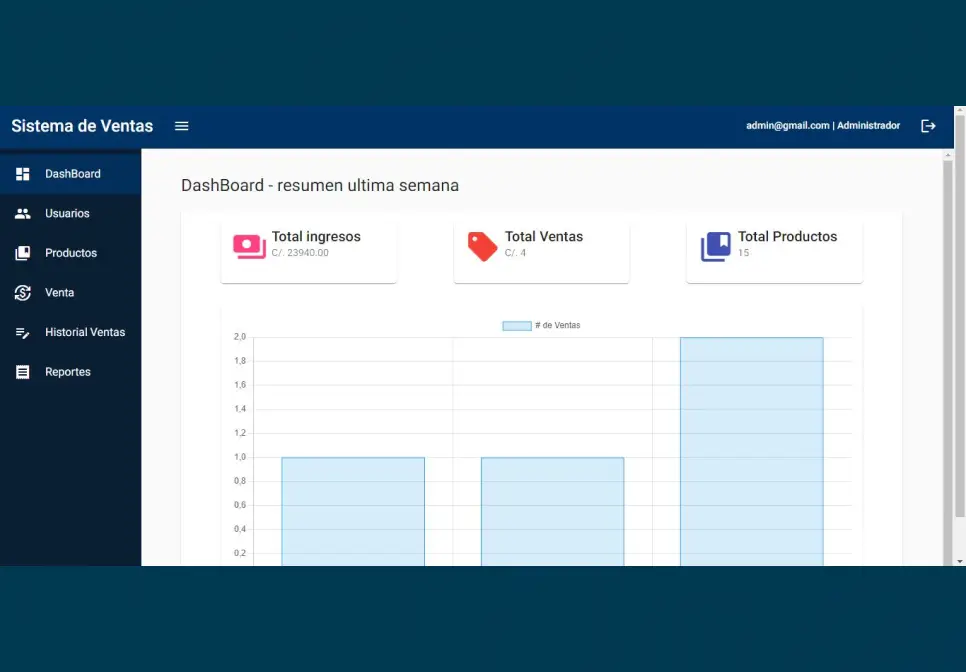 Sistema de Ventas
admin@gmail.com | Administrador
DashBoard
Usuarios
Productos
Venta
Historial Ventas
Reportes
DashBoard - resumen ultima semana
Total ingresos
C/. 23940.00
Total Ventas
C/. 4
Total Productos
15
# de Ventas
2,0
1,8
1,6
1,4
1,2
1,0
0,8
0,6
0,4
0,2